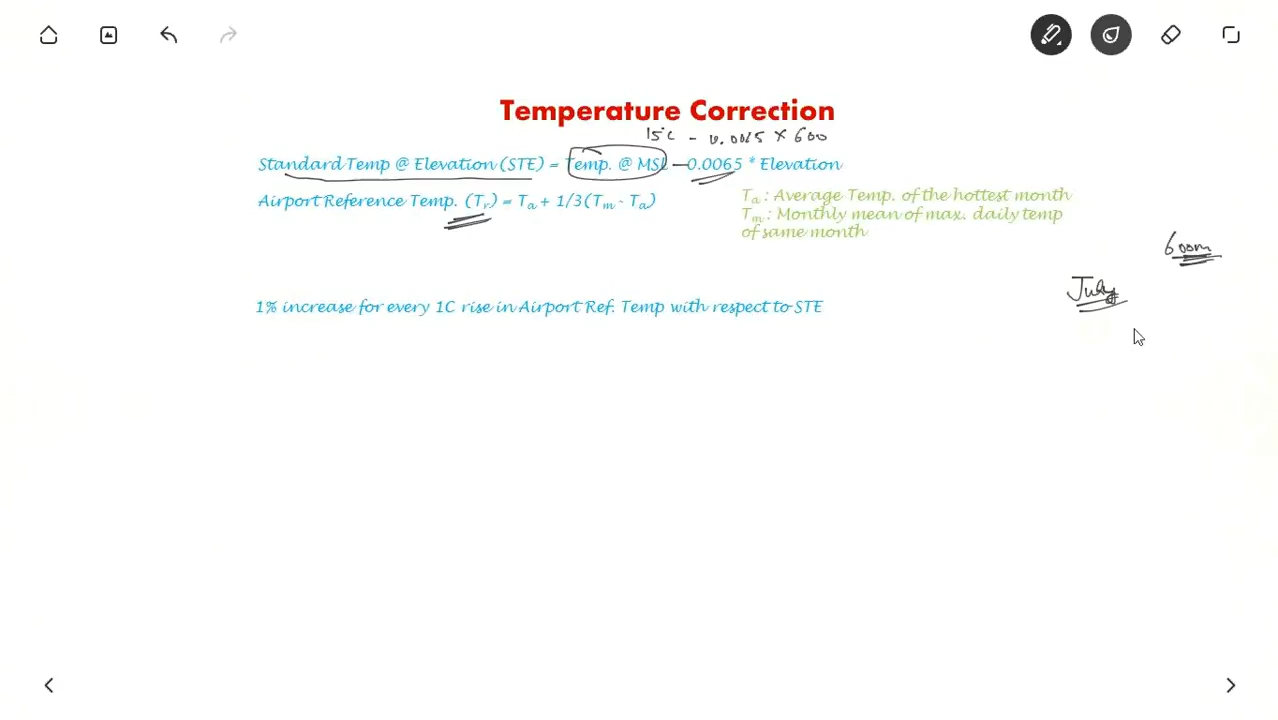 Temperature Correction
15°C - 0.0065 × 600
Standard Temp @ Elevation (STE) = Temp. @ MSL - 0.0065 * Elevation
Airport Reference Temp. (Tr) = Ta + 1/3(Tm - Ta)
Ta : Average Temp. of the hottest month
Tm : Monthly mean of max. daily temp
of same month
600m
July
1% increase for every 1C rise in Airport Ref. Temp with respect to STE